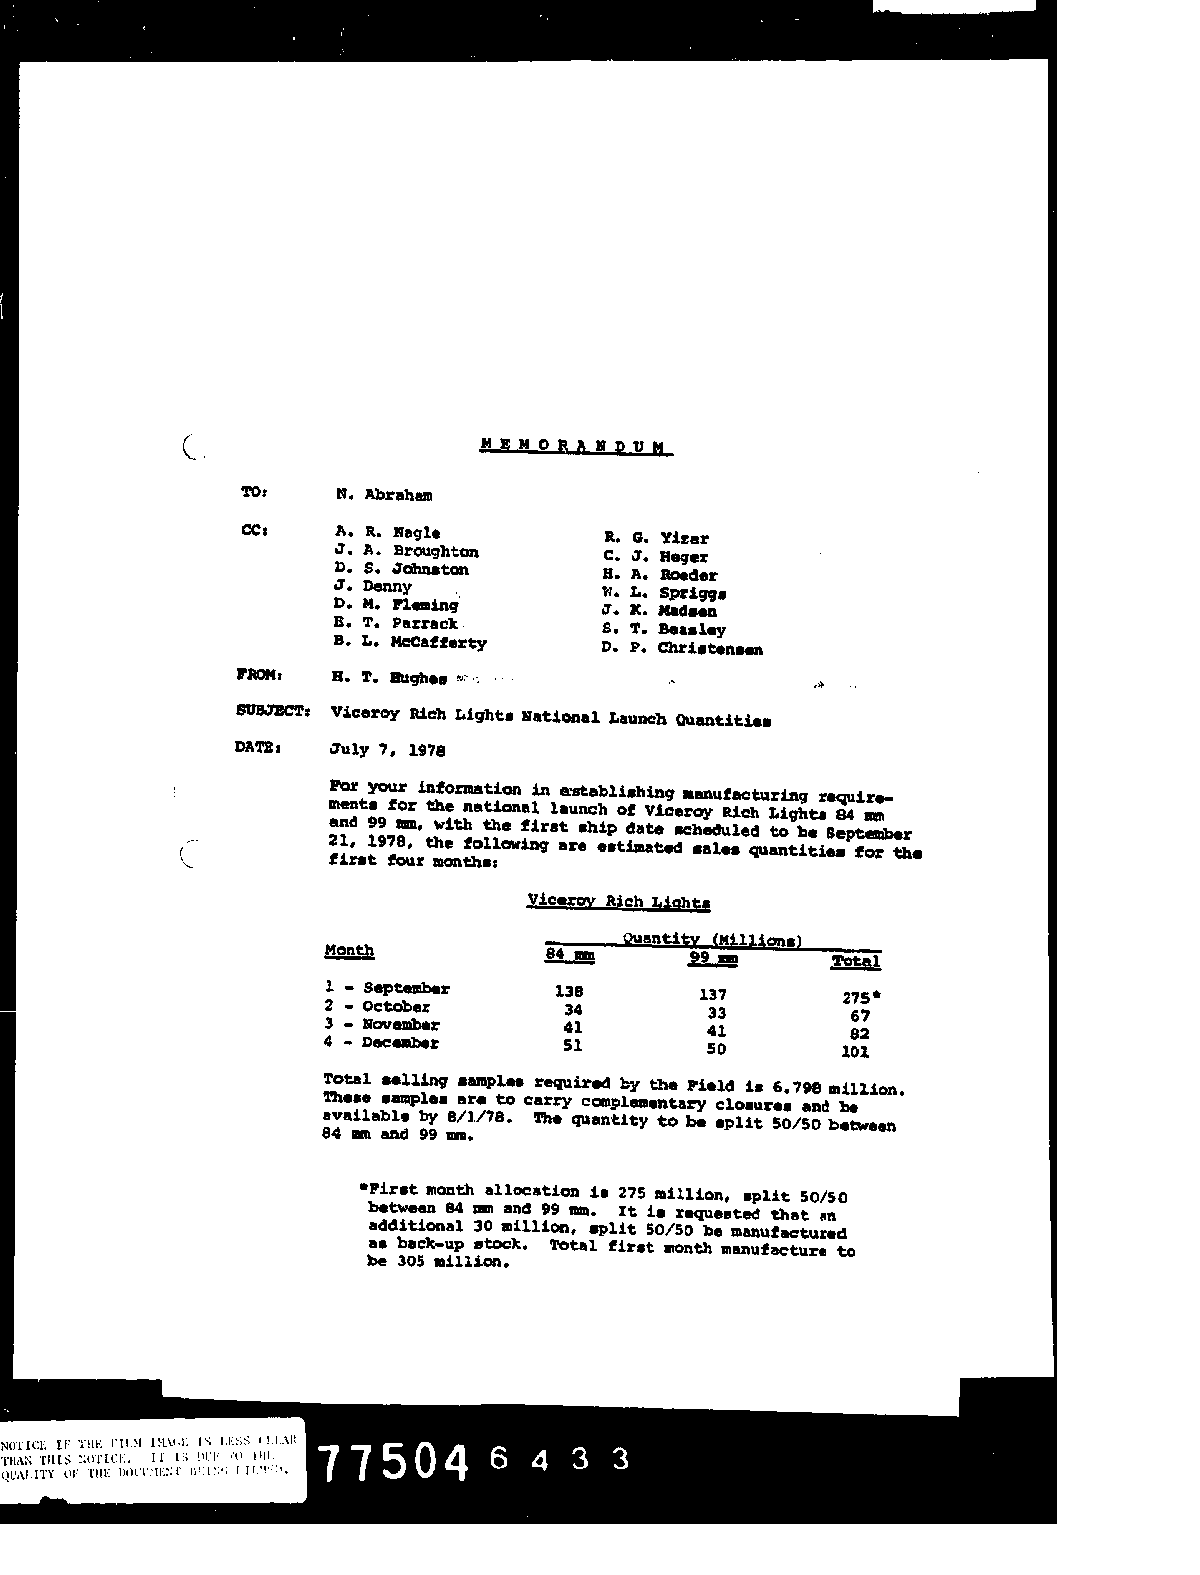 MEMORANDUM
TO: N. Abraham
CC: A. R. Nagle R. G. Yizar
J. A. Broughton C. J. Heger
D. S. Johnston H. A. Roeder
J. Denny W. L. Spriggs
D. M. Fleming J. K. Madsen
E. T. Parrack S. T. Beasley
B. L. McCafferty D. P. Christensen
FROM: H. T. Hughes
SUBJECT: Viceroy Rich Lights National Launch Quantities
DATE: July 7, 1978
For your information in establishing manufacturing require-
ments for the national launch of Viceroy Rich Lights 84 mm
and 99 mm, with the first ship date scheduled to be September
21, 1978, the following are estimated sales quantities for the
first four months:
Viceroy Rich Lights
Quantity (Millions)
Month 84 mm 99 mm Total
1 - September 138 137 275*
2 - October 34 33 67
3 - November 41 41 82
4 - December 51 50 101
Total selling samples required by the Field is 6.798 million.
These samples are to carry complementary closures and be
available by 8/1/78. The quantity to be split 50/50 between
84 mm and 99 mm.
*First month allocation is 275 million, split 50/50
between 84 mm and 99 mm. It is requested that an
additional 30 million, split 50/50 be manufactured
as back-up stock. Total first month manufacture to
be 305 million.
NOTICE IF THE FILM IMAGE IS LESS CLEAR
THAN THIS NOTICE. IT IS DUE TO THE
QUALITY OF THE DOCUMENT BEING FILMED.
77504 6433